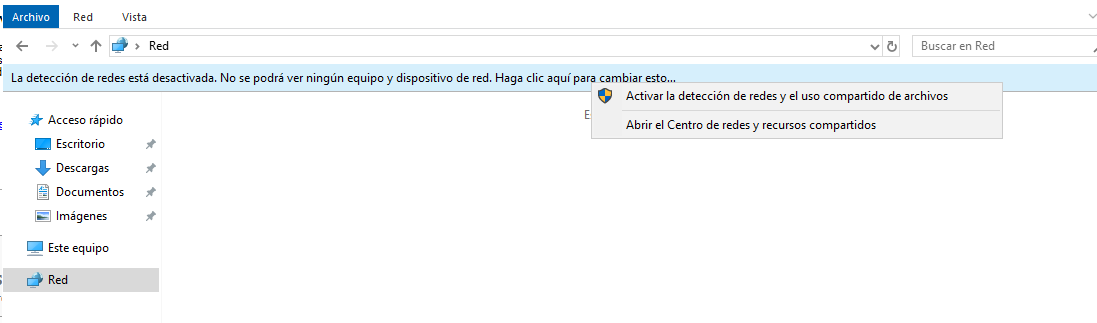 Archivo Red Vista
Red
Buscar en Red
La detección de redes está desactivada. No se podrá ver ningún equipo y dispositivo de red. Haga clic aquí para cambiar esto...
Activar la detección de redes y el uso compartido de archivos
Abrir el Centro de redes y recursos compartidos
Acceso rápido
Escritorio
Descargas
Documentos
Imágenes
Este equipo
Red